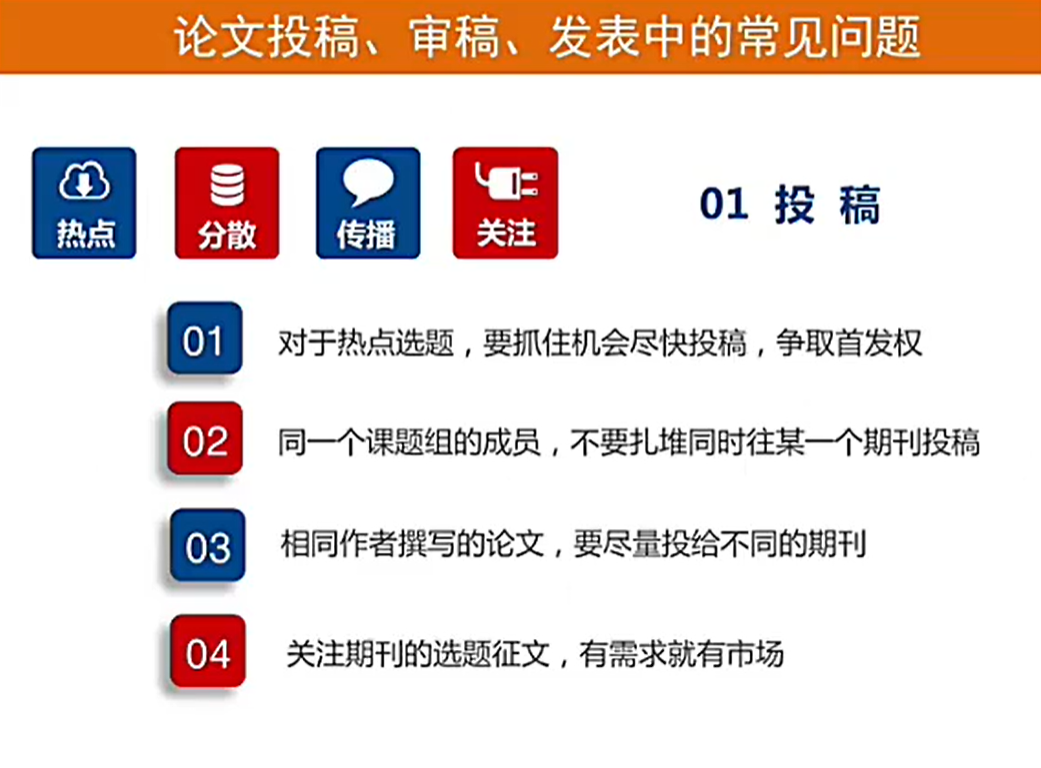 论文投稿、审稿、发表中的常见问题
热点 分散 传播 关注
01 投 稿
01 对于热点选题，要抓住机会尽快投稿，争取首发权
02 同一个课题组的成员，不要扎堆同时往某一个期刊投稿
03 相同作者撰写的论文，要尽量投给不同的期刊
04 关注期刊的选题征文，有需求就有市场